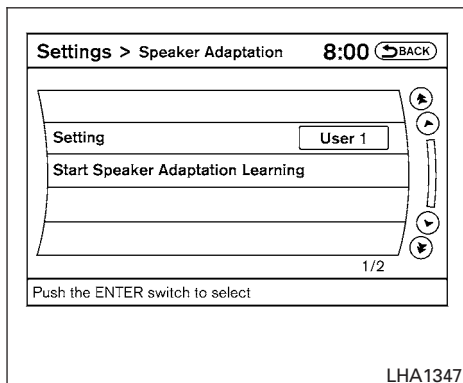 Settings > Speaker Adaptation 8:00 BACK
Setting User 1
Start Speaker Adaptation Learning
1/2
Push the ENTER switch to select
LHA1347